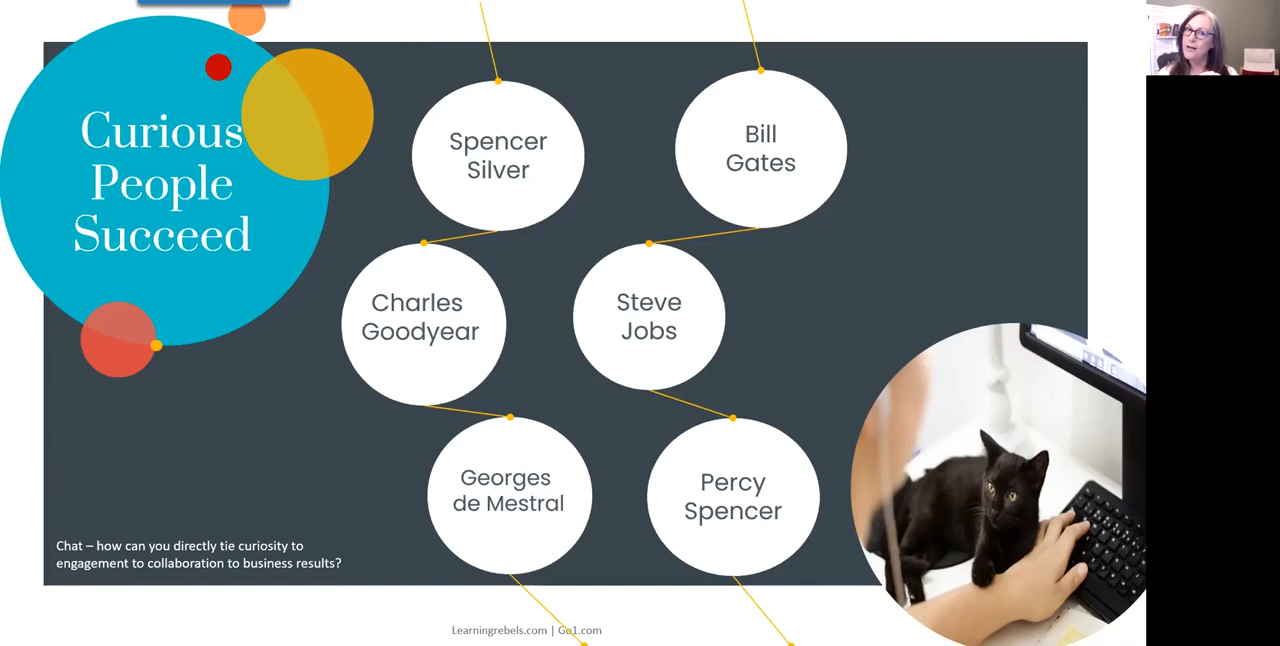 Curious
People
Succeed
Spencer
Silver
Bill
Gates
Charles
Goodyear
Steve
Jobs
Georges
de Mestral
Percy
Spencer
Chat – how can you directly tie curiosity to
engagement to collaboration to business results?
Learningrebels.com | Go1.com